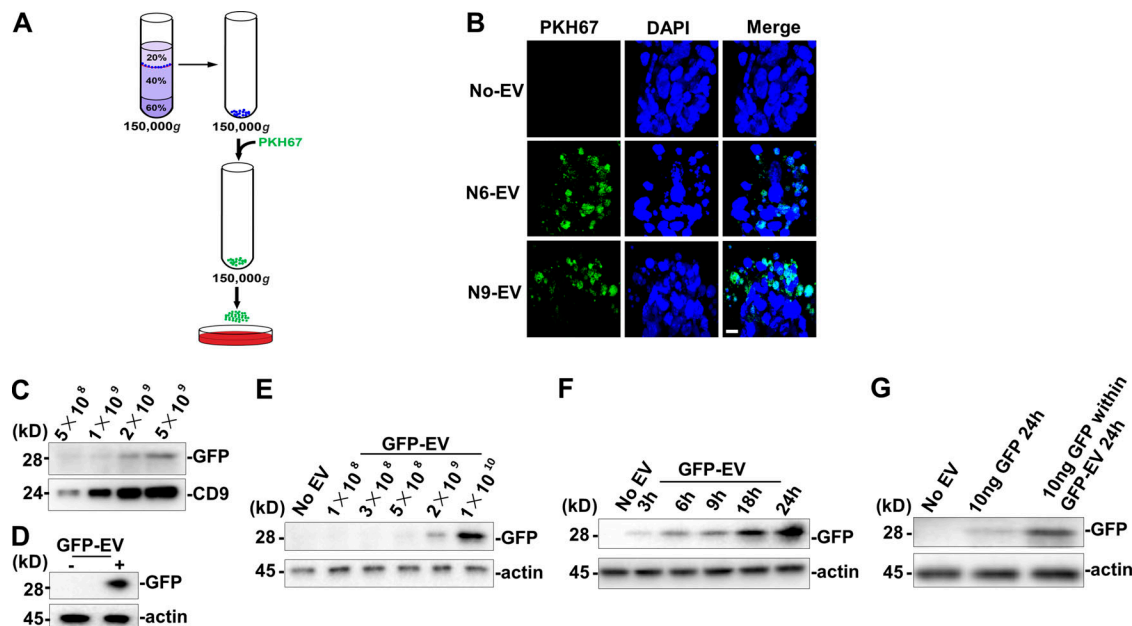 A
20%
40%
60%
150,000g
150,000g
PKH67
150,000g
B
PKH67 DAPI Merge
No-EV
N6-EV
N9-EV
C
(kD) 5×10⁸ 1×10⁹ 2×10⁹ 5×10⁹
28 -GFP
24 -CD9
D
GFP-EV
(kD) - +
28 -GFP
45 -actin
E
GFP-EV
(kD) No EV 1×10⁸ 3×10⁸ 5×10⁸ 2×10⁹ 1×10¹⁰
28 -GFP
45 -actin
F
GFP-EV
(kD) No EV 3h 6h 9h 18h 24h
28 -GFP
45 -actin
G
(kD) No EV 10ng GFP 24h 10ng GFP within GFP-EV 24h
28 -GFP
45 -actin